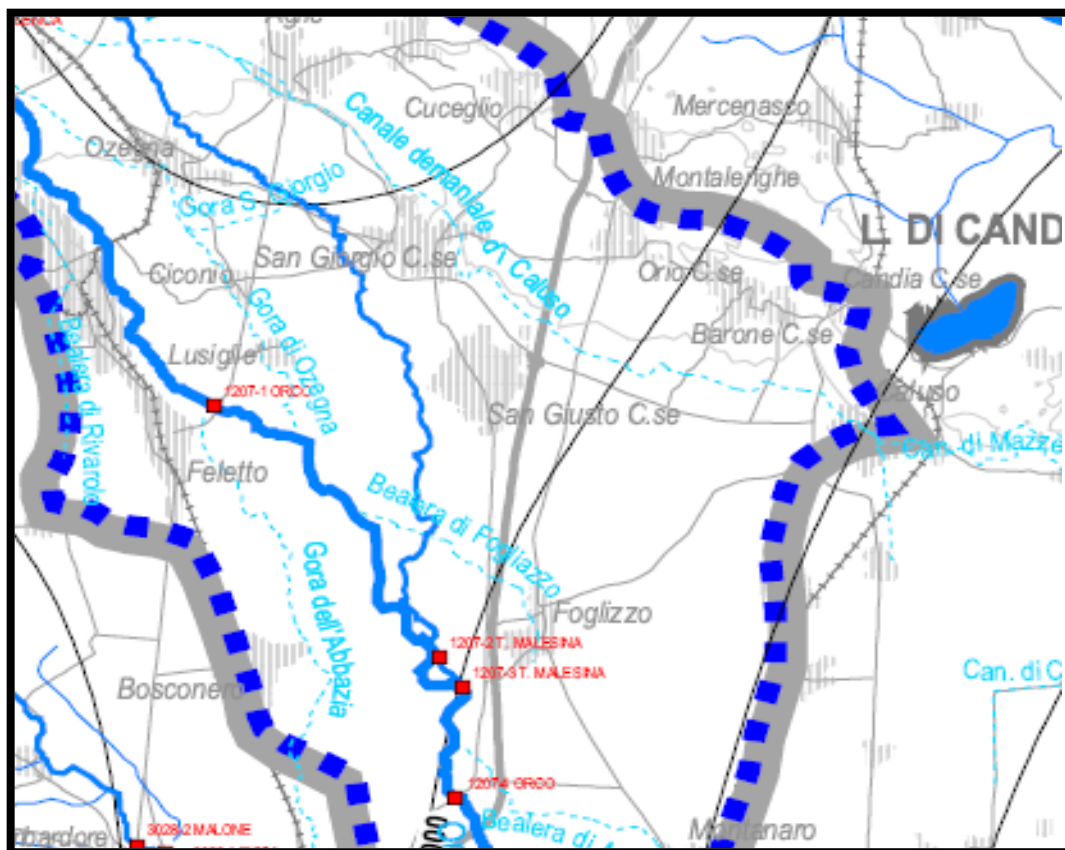 Cuceglio
Mercenasco
Ozegna
Canale demaniale di Caluso
Montalenghe
Gora S. Giorgio
L. DI CAND
San Giorgio C.se
Ciconio
Orio C.se
Candia C.se
Gora di Ozegna
Barone C.se
Bealera di Rivarolo
Lusiglie
1207-1 ORCO
Caluso
San Giusto C.se
Can. di Mazze
Feletto
Bealera di Fogliazzo
Gora dell'Abbazia
Foglizzo
1207-2 T. MALESINA
1207-3 T. MALESINA
Can. di C
Bosconero
1207-4 ORCO
3028-2 MALONE
Bealera di
Montanaro